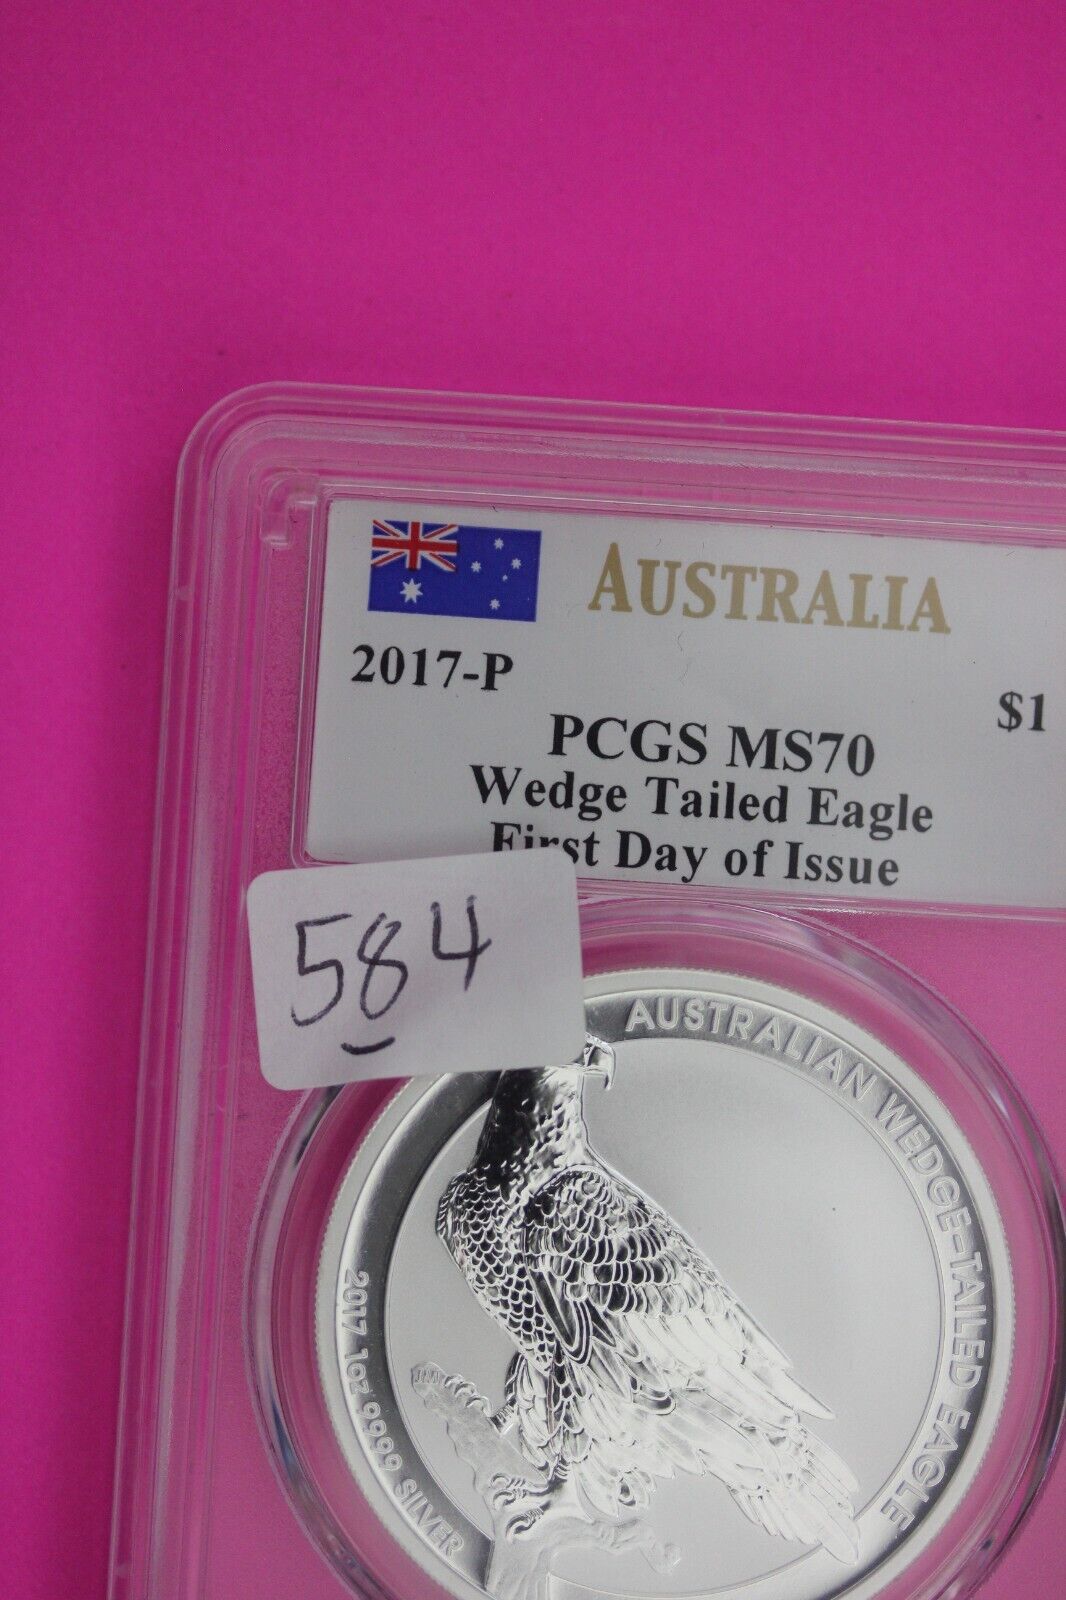 AUSTRALIA
2017-P
$1
PCGS MS70
Wedge Tailed Eagle
First Day of Issue
584
AUSTRALIAN WEDGE-TAILED EAGLE
JM
2017 1oz 9999 SILVER